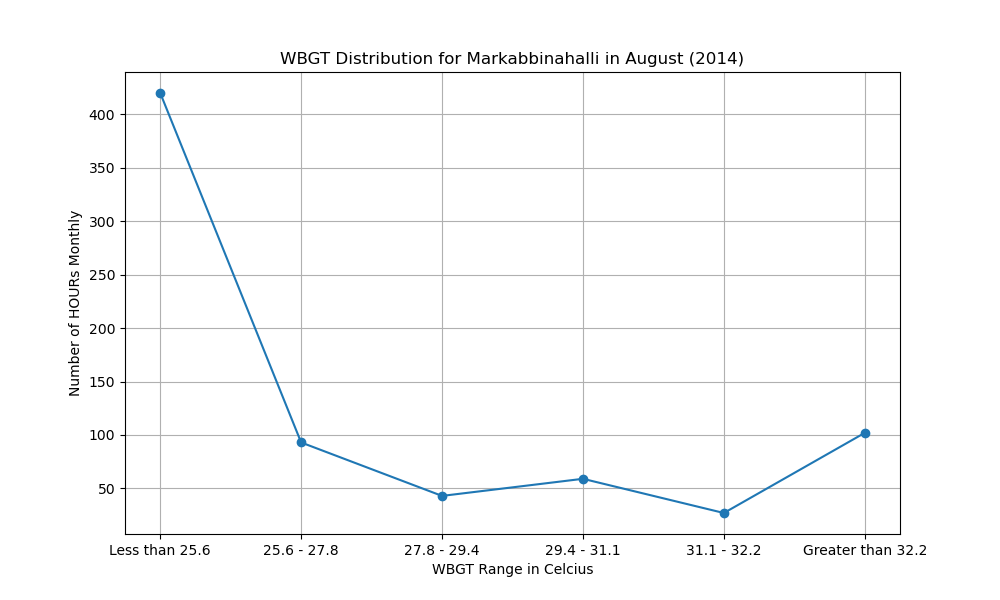 WBGT Distribution for Markabbinahalli in August (2014)
Number of HOURs Monthly
400
350
300
250
200
150
100
50
Less than 25.6
25.6 - 27.8
27.8 - 29.4
29.4 - 31.1
31.1 - 32.2
Greater than 32.2
WBGT Range in Celcius